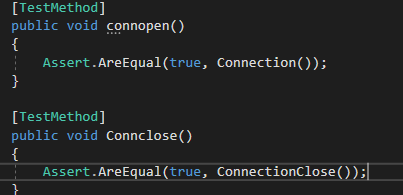 [TestMethod]
public void connopen()
{
Assert.AreEqual(true, Connection());
}
[TestMethod]
public void Connclose()
{
Assert.AreEqual(true, ConnectionClose());
}